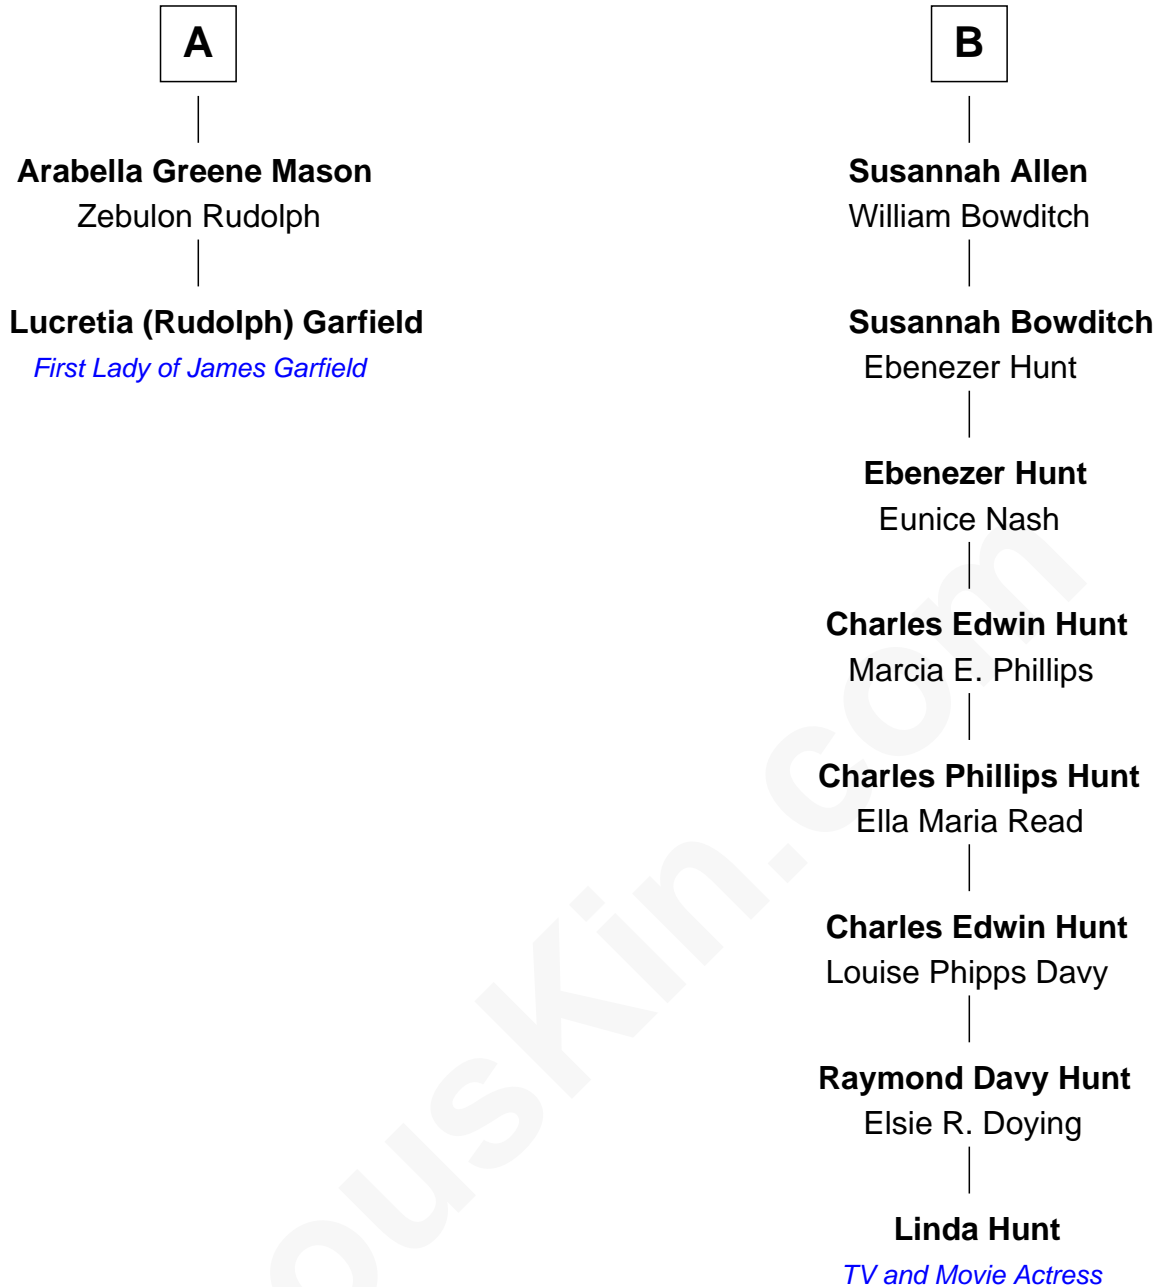 A
Arabella Greene Mason
Zebulon Rudolph
Lucretia (Rudolph) Garfield
First Lady of James Garfield
B
Susannah Allen
William Bowditch
Susannah Bowditch
Ebenezer Hunt
Ebenezer Hunt
Eunice Nash
Charles Edwin Hunt
Marcia E. Phillips
Charles Phillips Hunt
Ella Maria Read
Charles Edwin Hunt
Louise Phipps Davy
Raymond Davy Hunt
Elsie R. Doying
Linda Hunt
TV and Movie Actress
ousKin.com